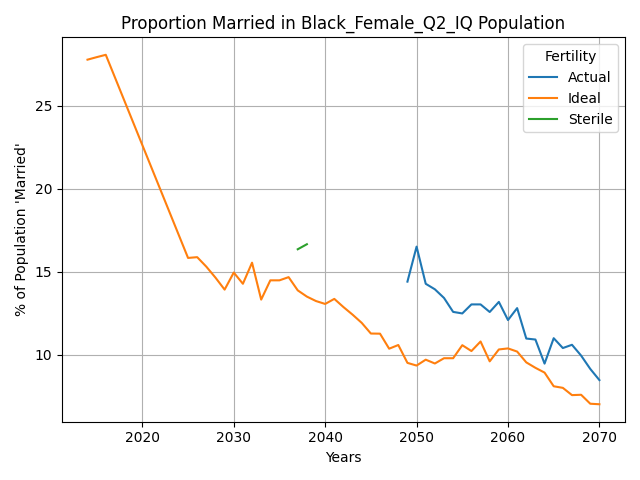 Proportion Married in Black_Female_Q2_IQ Population
% of Population 'Married'
25
20
15
10
Fertility
Actual
Ideal
Sterile
2020 2030 2040 2050 2060 2070
Years